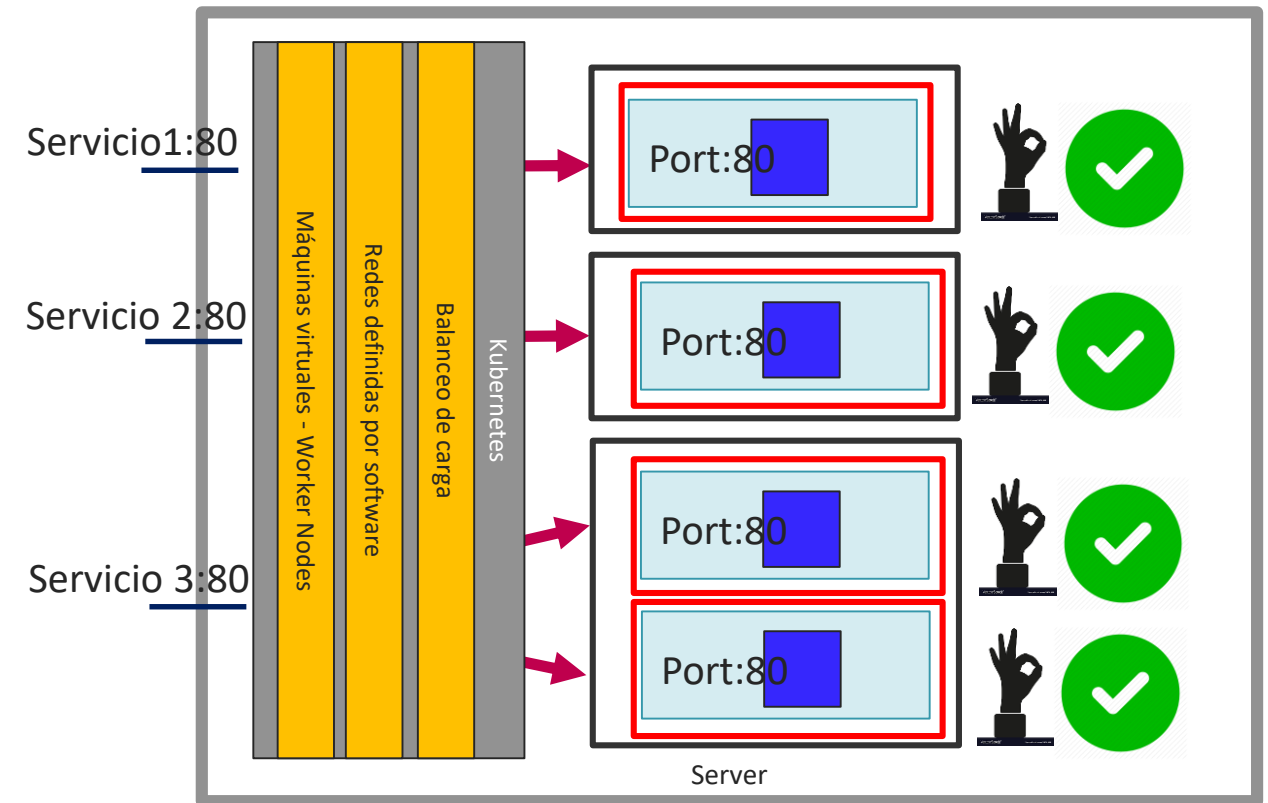 Servicio1:80
Servicio 2:80
Servicio 3:80
Máquinas virtuales - Worker Nodes
Redes definidas por software
Balanceo de carga
Kubernetes
Port:80
Port:80
Port:80
Port:80
Server